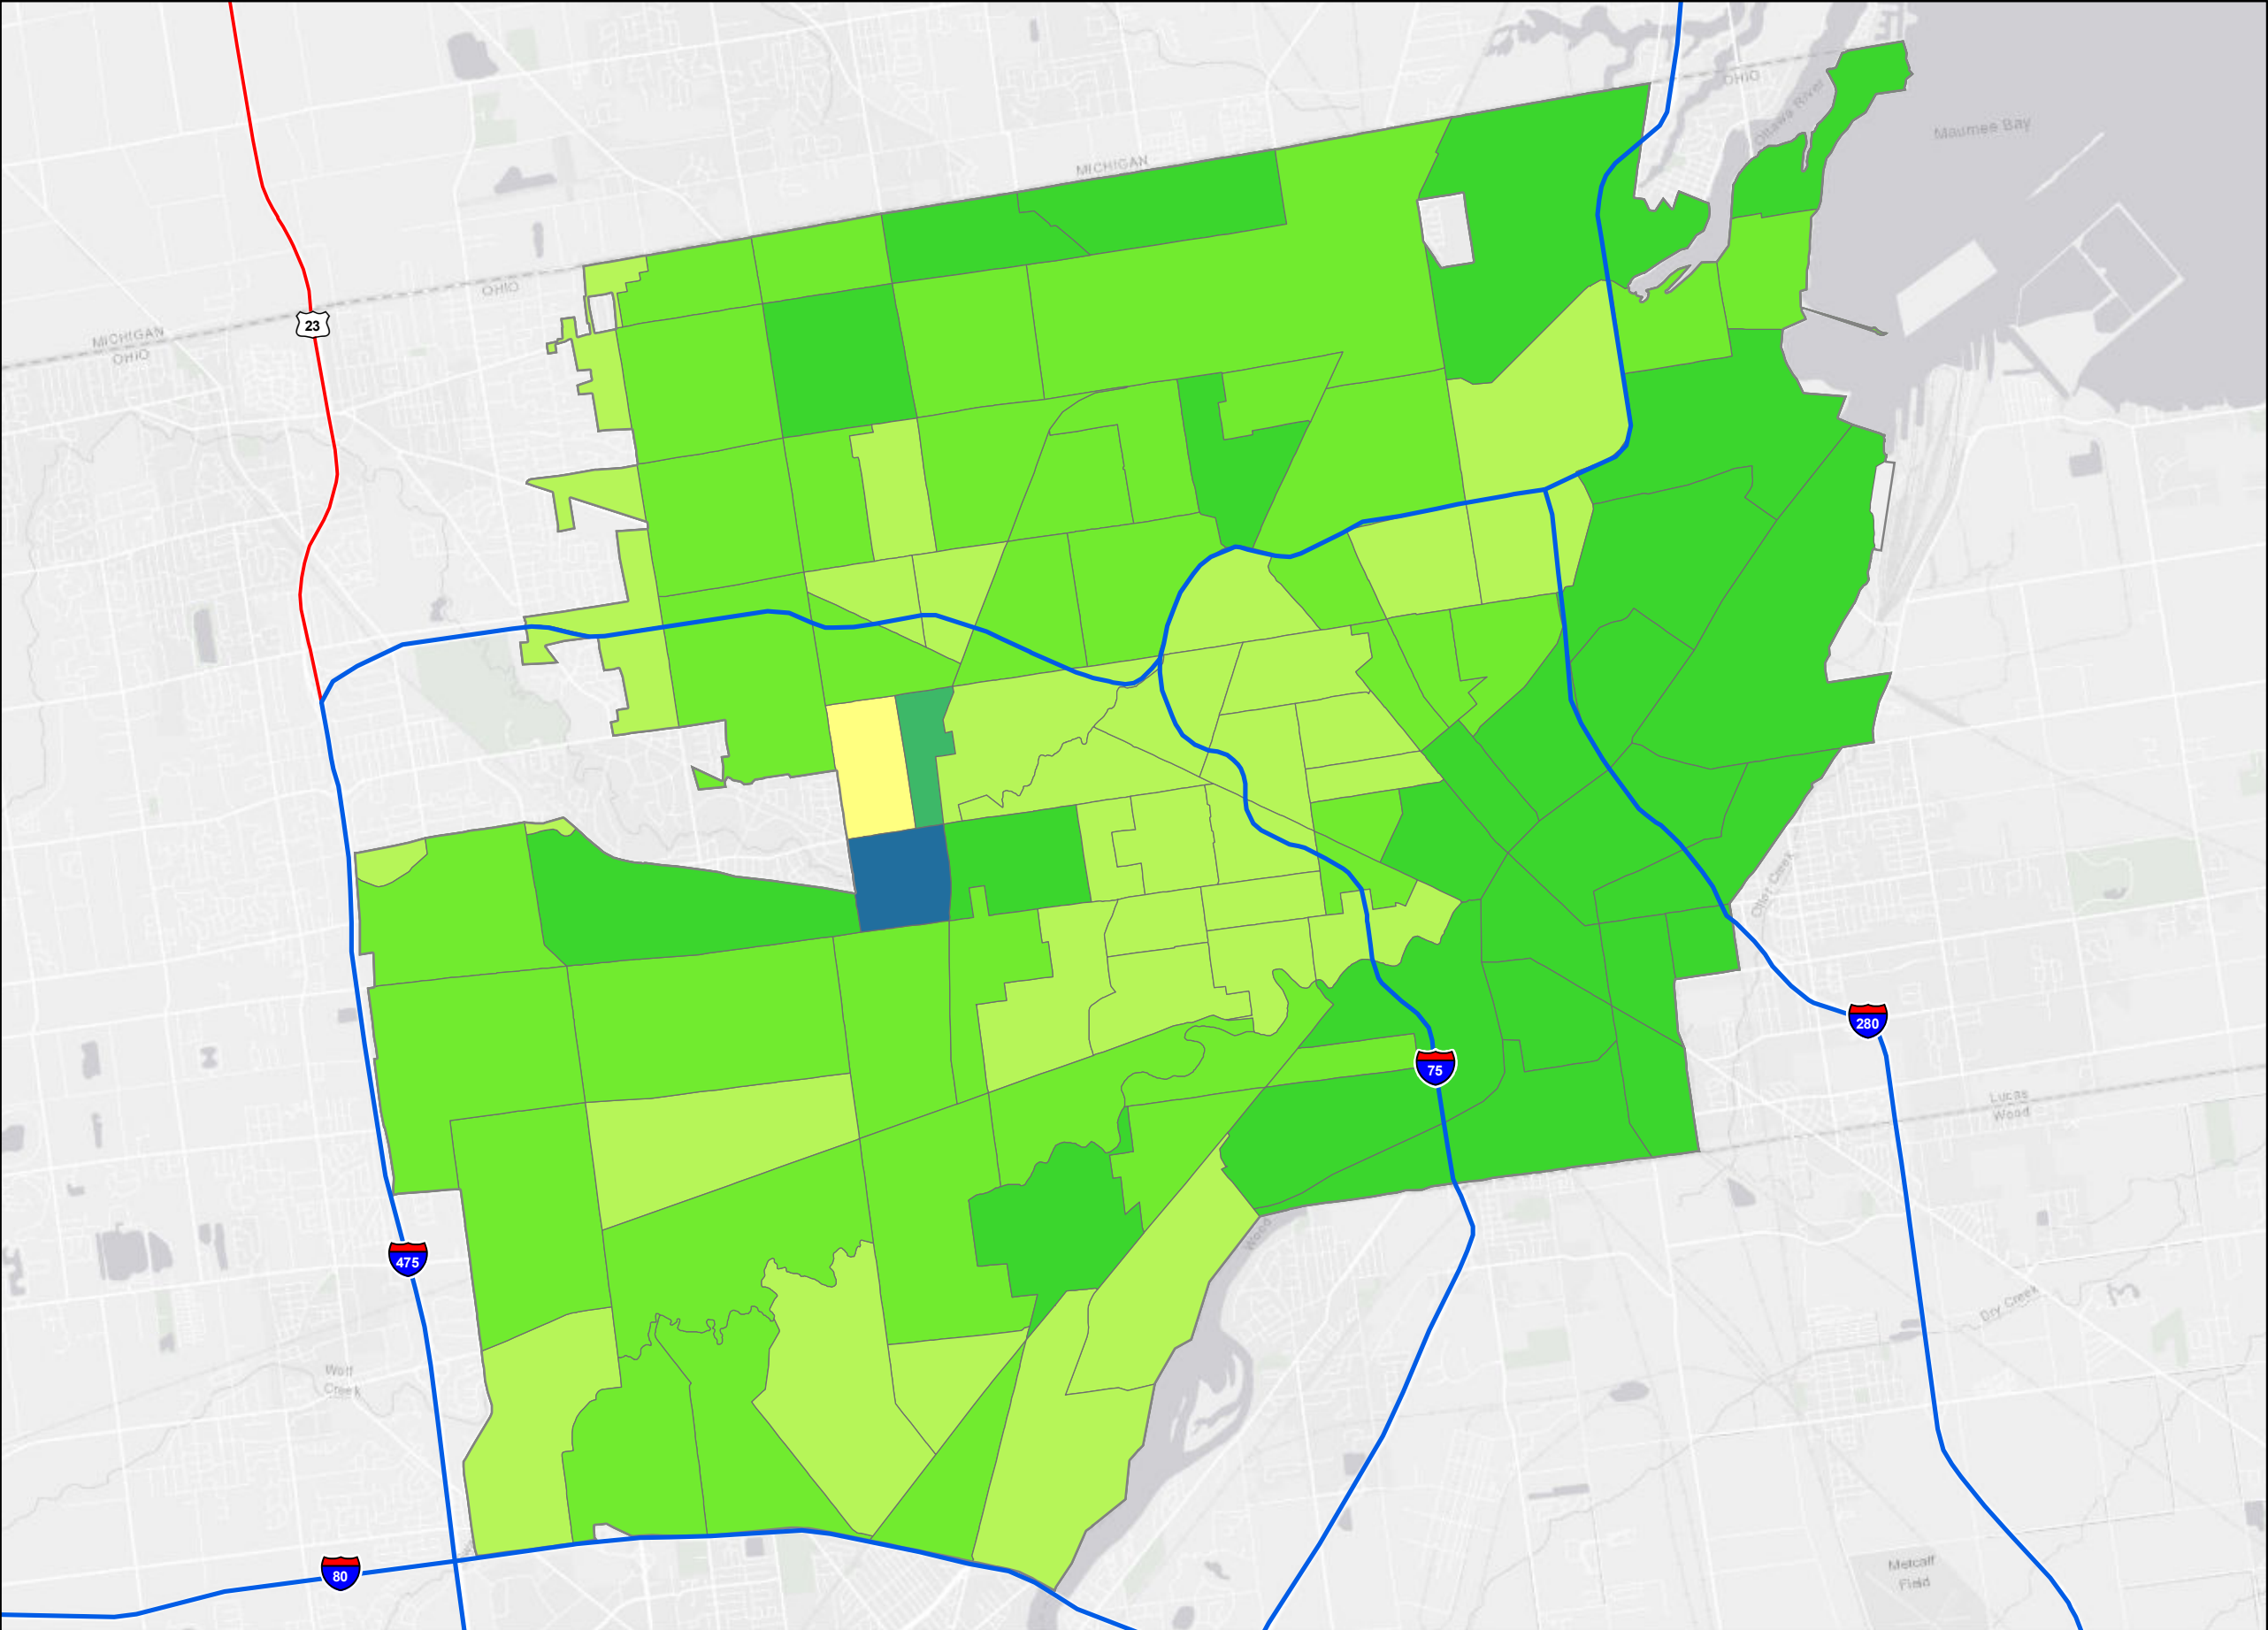 OHIO
Ottawa River
Maumee Bay
MICHIGAN
OHIO
MICHIGAN
OHIO
23
Otter Creek
280
75
Lucas
Wood
Wood
475
Dry Creek
Wolf
Creek
80
Metcalf
Field